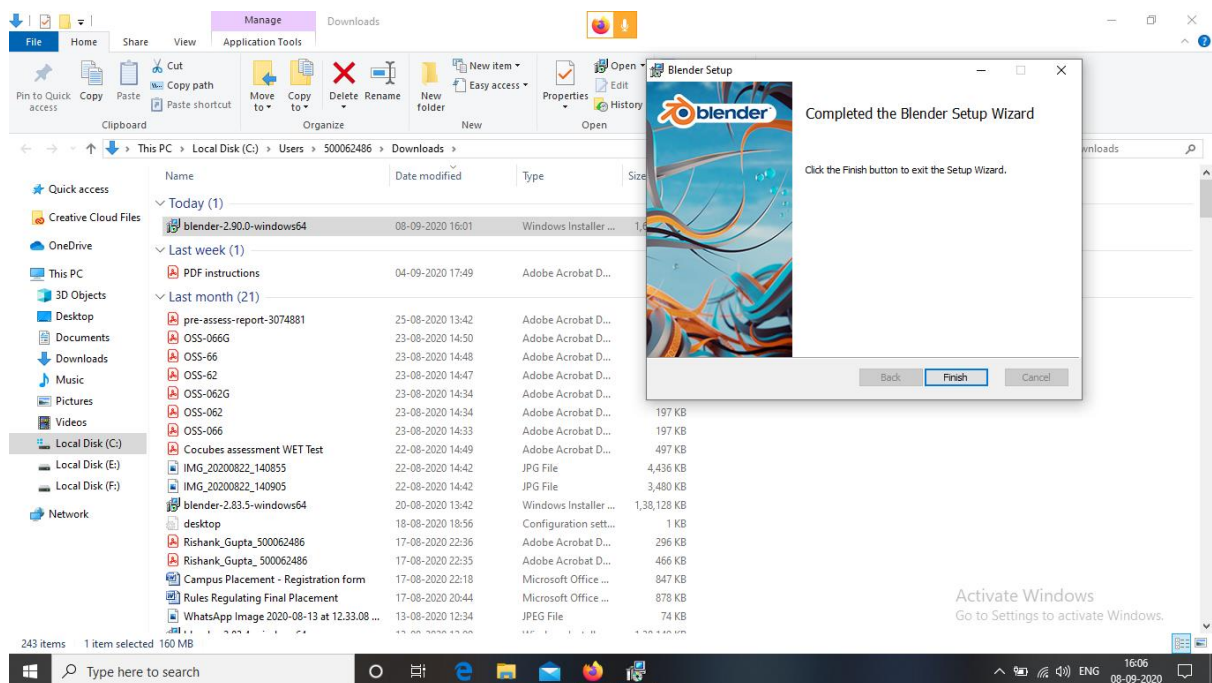 Manage
Downloads
File
Home
Share
View
Application Tools
Pin to Quick access
Copy
Paste
Cut
Copy path
Paste shortcut
Clipboard
Move to
Copy to
Delete
Rename
Organize
New folder
New item
Easy access
New
Properties
Open
Edit
History
Open
This PC > Local Disk (C:) > Users > 500062486 > Downloads >
Quick access
Creative Cloud Files
OneDrive
This PC
3D Objects
Desktop
Documents
Downloads
Music
Pictures
Videos
Local Disk (C:)
Local Disk (E:)
Local Disk (F:)
Network
Name Date modified Type Size
Today (1)
blender-2.90.0-windows64 08-09-2020 16:01 Windows Installer ...
Last week (1)
PDF instructions 04-09-2020 17:49 Adobe Acrobat D...
Last month (21)
pre-assess-report-3074881 25-08-2020 13:42 Adobe Acrobat D...
OSS-066G 23-08-2020 14:50 Adobe Acrobat D...
OSS-66 23-08-2020 14:48 Adobe Acrobat D...
OSS-62 23-08-2020 14:47 Adobe Acrobat D...
OSS-062G 23-08-2020 14:34 Adobe Acrobat D...
OSS-062 23-08-2020 14:34 Adobe Acrobat D... 197 KB
OSS-066 23-08-2020 14:33 Adobe Acrobat D... 197 KB
Cocubes assessment WET Test 22-08-2020 14:49 Adobe Acrobat D... 497 KB
IMG_20200822_140855 22-08-2020 14:42 JPG File 4,436 KB
IMG_20200822_140905 22-08-2020 14:42 JPG File 3,480 KB
blender-2.83.5-windows64 20-08-2020 13:42 Windows Installer ... 1,38,128 KB
desktop 18-08-2020 18:56 Configuration sett... 1 KB
Rishank_Gupta_500062486 17-08-2020 22:36 Adobe Acrobat D... 296 KB
Rishank_Gupta_ 500062486 17-08-2020 22:35 Adobe Acrobat D... 466 KB
Campus Placement - Registration form 17-08-2020 22:18 Microsoft Office ... 847 KB
Rules Regulating Final Placement 17-08-2020 20:44 Microsoft Office ... 878 KB
WhatsApp Image 2020-08-13 at 12.33.08 ... 13-08-2020 12:34 JPEG File 74 KB
Blender Setup
blender
Completed the Blender Setup Wizard
Click the Finish button to exit the Setup Wizard.
Back
Finish
Cancel
Activate Windows
Go to Settings to activate Windows.
243 items 1 item selected 160 MB
Type here to search
ENG
16:06
08-09-2020